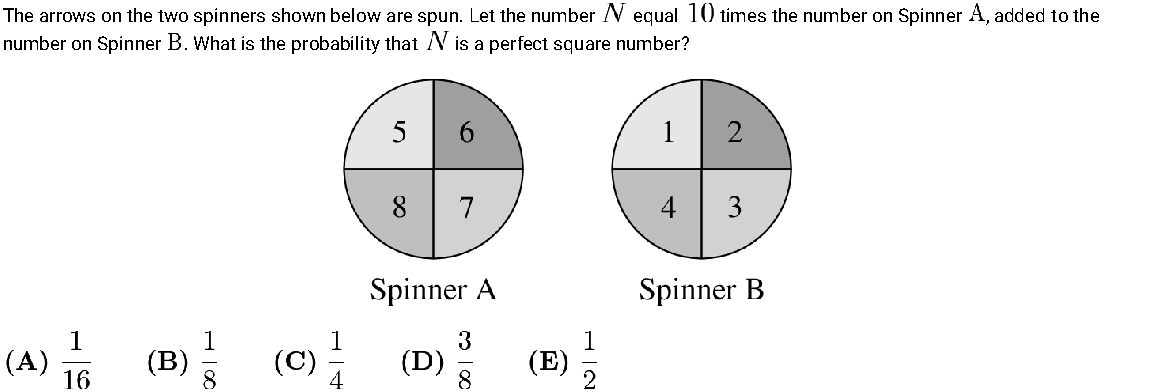 The arrows on the two spinners shown below are spun. Let the number N equal 10 times the number on Spinner A, added to the
number on Spinner B. What is the probability that N is a perfect square number?
5 6 1 2
8 7 4 3
Spinner A Spinner B
(A) 1/16 (B) 1/8 (C) 1/4 (D) 3/8 (E) 1/2